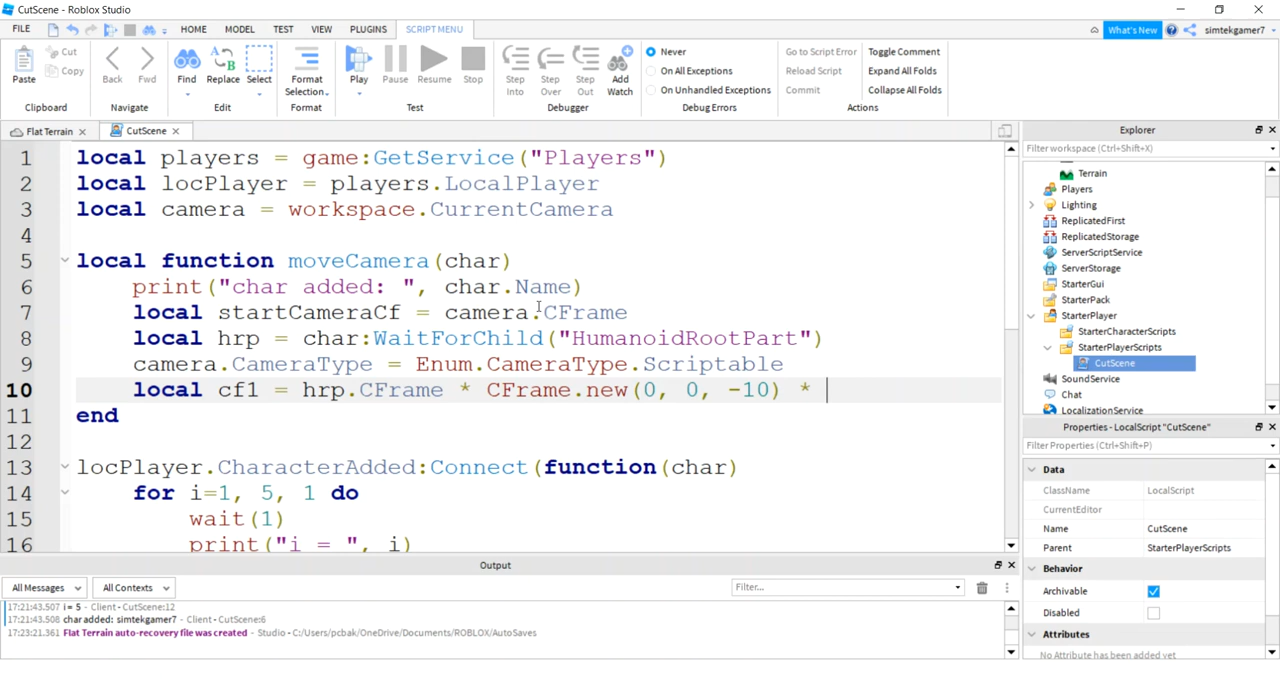 CutScene - Roblox Studio
FILE HOME MODEL TEST VIEW PLUGINS SCRIPT MENU What's New simtekgamer7
Paste Cut Copy Back Fwd Find Replace Select Format Selection Play Pause Resume Stop Step Into Step Over Step Out Add Watch
Never Go to Script Error Toggle Comment
On All Exceptions Reload Script Expand All Folds
On Unhandled Exceptions Commit Collapse All Folds
Clipboard Navigate Edit Format Test Debugger Debug Errors Actions
Flat Terrain CutScene
1 local players = game:GetService("Players")
2 local locPlayer = players.LocalPlayer
3 local camera = workspace.CurrentCamera
4
5 local function moveCamera(char)
6 print("char added: ", char.Name)
7 local startCameraCf = camera.CFrame
8 local hrp = char:WaitForChild("HumanoidRootPart")
9 camera.CameraType = Enum.CameraType.Scriptable
10 local cf1 = hrp.CFrame * CFrame.new(0, 0, -10) *
11 end
12
13 locPlayer.CharacterAdded:Connect(function(char)
14 for i=1, 5, 1 do
15 wait(1)
16 print("i = ", i)
Output
All Messages All Contexts Filter...
17:21:43.507 i = 5 - Client - CutScene:12
17:21:43.508 char added: simtekgamer7 - Client - CutScene:6
17:23:21.361 Flat Terrain auto-recovery file was created - Studio - C:/Users/pcbak/OneDrive/Documents/ROBLOX/AutoSaves
Explorer
Filter workspace (Ctrl+Shift+X)
Terrain
Players
Lighting
ReplicatedFirst
ReplicatedStorage
ServerScriptService
ServerStorage
StarterGui
StarterPack
StarterPlayer
StarterCharacterScripts
StarterPlayerScripts
CutScene
SoundService
Chat
LocalizationService
Properties - LocalScript "CutScene"
Filter Properties (Ctrl+Shift+P)
Data
ClassName LocalScript
CurrentEditor
Name CutScene
Parent StarterPlayerScripts
Behavior
Archivable
Disabled
Attributes
No Attribute has been added yet